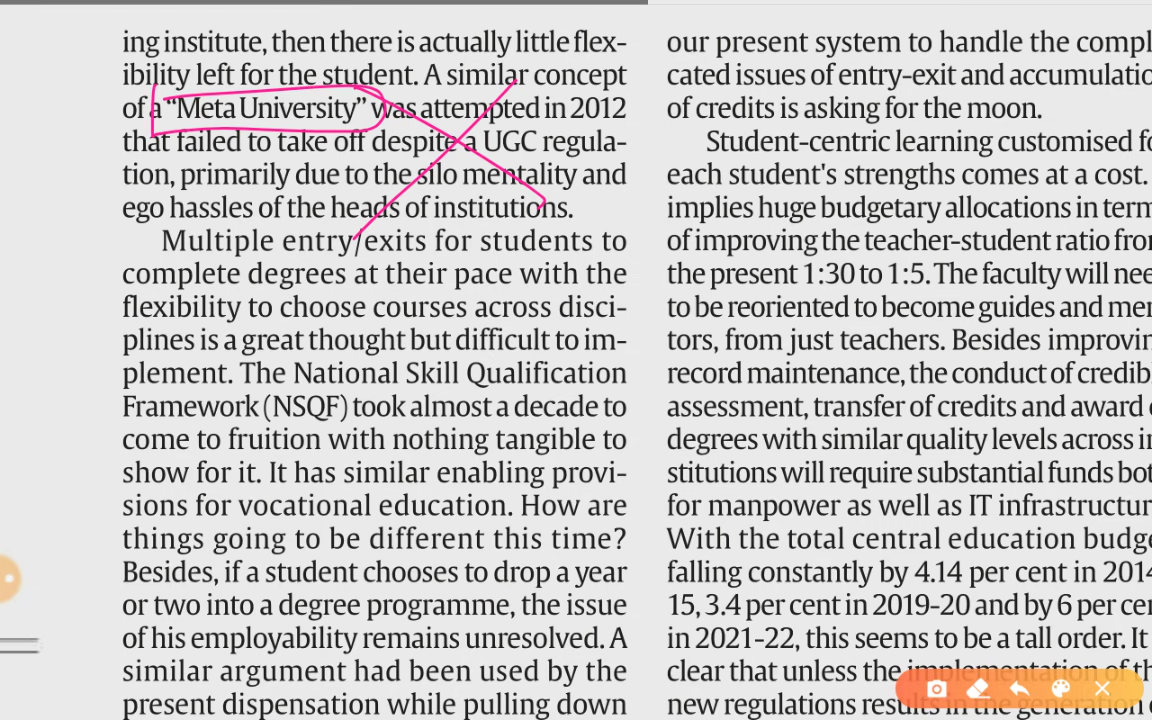 ing institute, then there is actually little flex-
ibility left for the student. A similar concept
of a “Meta University” was attempted in 2012
that failed to take off despite a UGC regula-
tion, primarily due to the silo mentality and
ego hassles of the heads of institutions.
Multiple entry/exits for students to
complete degrees at their pace with the
flexibility to choose courses across disci-
plines is a great thought but difficult to im-
plement. The National Skill Qualification
Framework (NSQF) took almost a decade to
come to fruition with nothing tangible to
show for it. It has similar enabling provi-
sions for vocational education. How are
things going to be different this time?
Besides, if a student chooses to drop a year
or two into a degree programme, the issue
of his employability remains unresolved. A
similar argument had been used by the
present dispensation while pulling down
our present system to handle the compl
cated issues of entry-exit and accumulatio
of credits is asking for the moon.
Student-centric learning customised fo
each student's strengths comes at a cost.
implies huge budgetary allocations in term
of improving the teacher-student ratio fro
the present 1:30 to 1:5. The faculty will nee
to be reoriented to become guides and men
tors, from just teachers. Besides improvin
record maintenance, the conduct of credib
assessment, transfer of credits and award
degrees with similar quality levels across in
stitutions will require substantial funds bot
for manpower as well as IT infrastructur
With the total central education budge
falling constantly by 4.14 per cent in 2014
15, 3.4 per cent in 2019-20 and by 6 per cen
in 2021-22, this seems to be a tall order. It
clear that unless the implementation of th
new regulations results in the generation